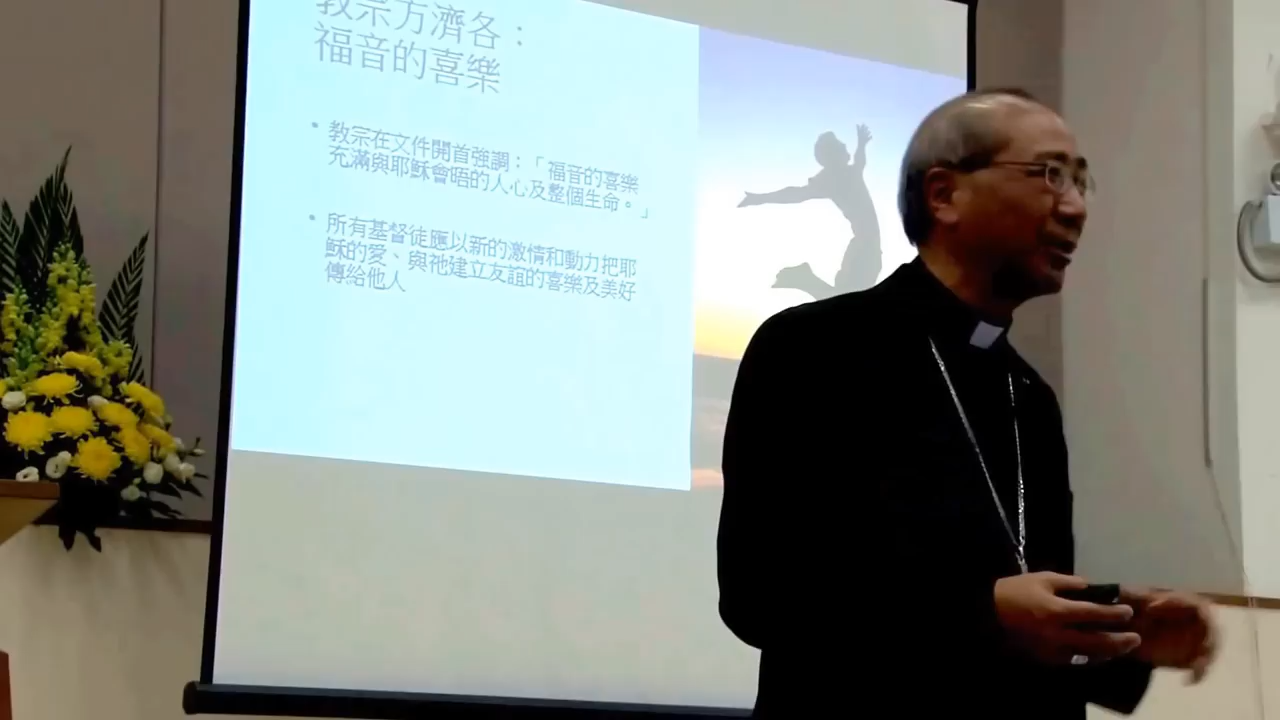 教宗方濟各：
福音的喜樂
• 教宗在文件開首強調：「福音的喜樂
充滿與耶穌會晤的人心及整個生命。」
• 所有基督徒應以新的激情和動力把耶
穌的愛、與祂建立友誼的喜樂及美好
傳給他人